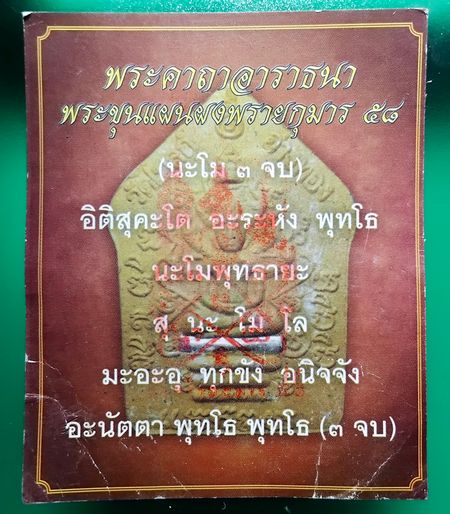 พระคาถาอาราธนา
พระขุนแผนผงพรายกุมาร ๕๘
(นะโม ๓ จบ)
อิติสุคะโต อะระหัง พุทโธ
นะโมพุทธายะ
สุ นะ โม โล
มะอะอุ ทุกขัง อนิจจัง
อะนัตตา พุทโธ พุทโธ (๓ จบ)